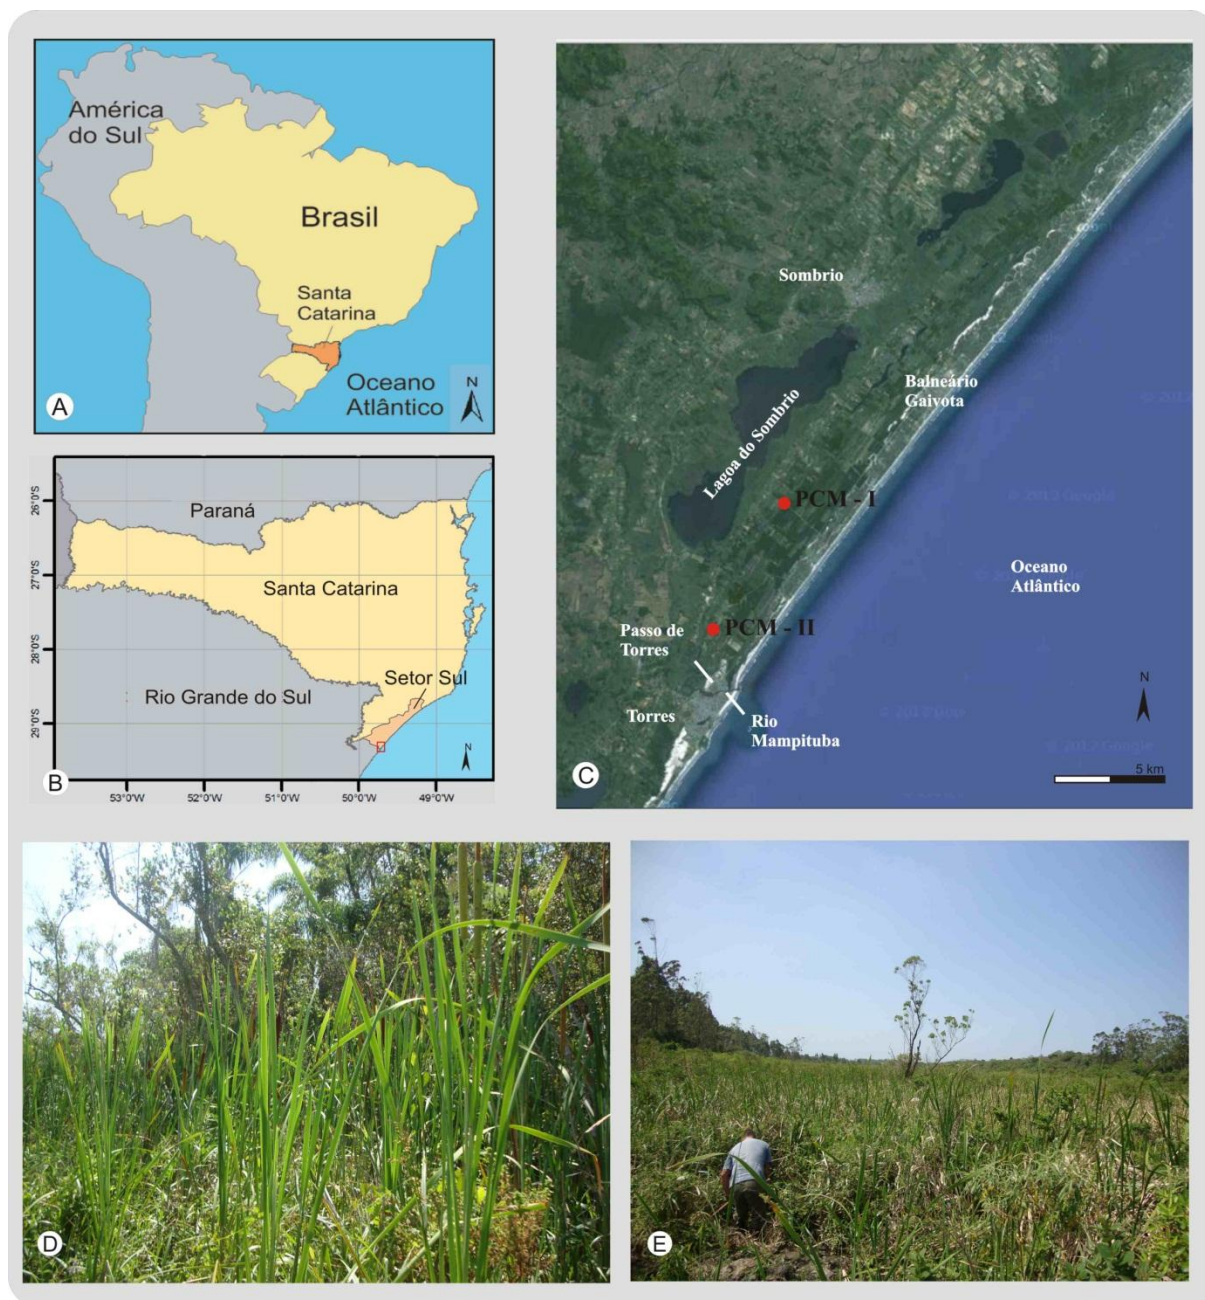 América
do Sul
Brasil
Santa
Catarina
Oceano
Atlântico
N
A
26°0'S
27°0'S
28°0'S
29°0'S
Paraná
Santa Catarina
Setor Sul
Rio Grande do Sul
N
B
53°0'W
52°0'W
51°0'W
50°0'W
49°0'W
Sombrio
Balneário
Gaivota
Lagoa do Sombrio
PCM - I
© 2012 Google
Oceano
Atlântico
PCM - II
Passo de
Torres
Torres
Rio
Mampituba
N
C
5 km
D
E